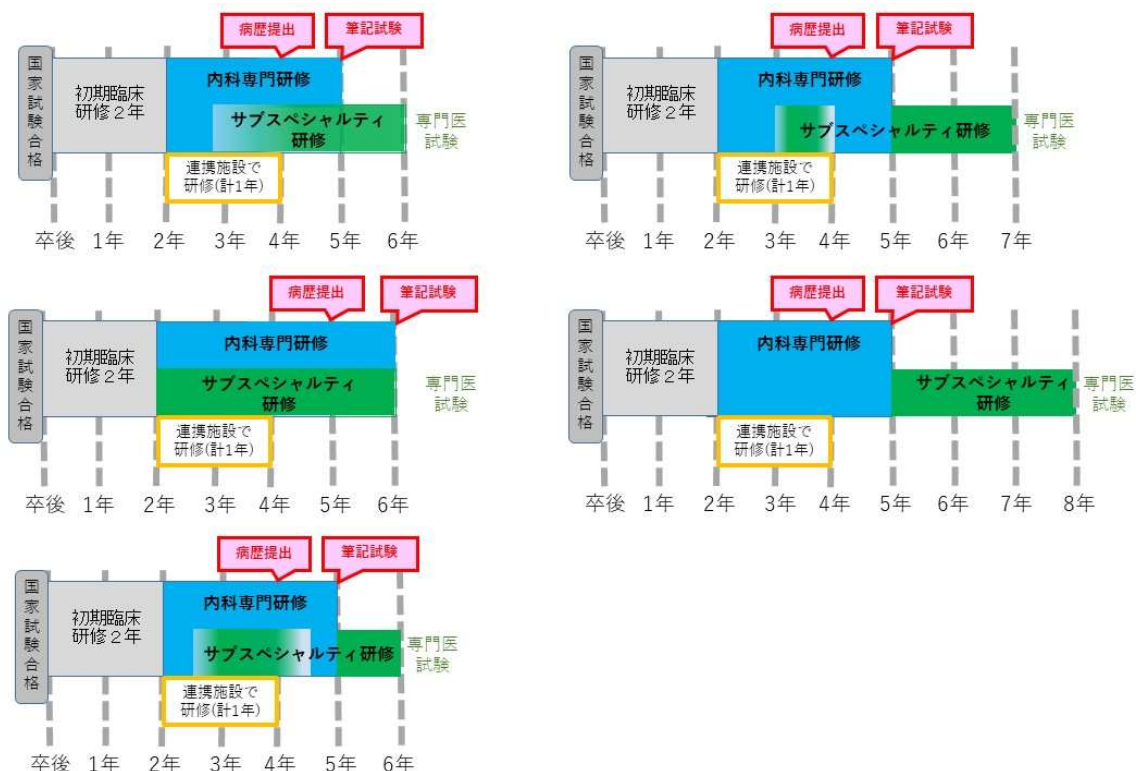 病歴提出
筆記試験
国家試験合格
初期臨床
研修２年
内科専門研修
サブスペシャルティ
研修
専門医
試験
連携施設で
研修(計1年)
卒後 1年 2年 3年 4年 5年 6年
病歴提出
筆記試験
国家試験合格
初期臨床
研修２年
内科専門研修
サブスペシャルティ研修
専門医
試験
連携施設で
研修(計1年)
卒後 1年 2年 3年 4年 5年 6年 7年
病歴提出
筆記試験
国家試験合格
初期臨床
研修２年
内科専門研修
サブスペシャルティ
研修
専門医
試験
連携施設で
研修(計1年)
卒後 1年 2年 3年 4年 5年 6年
病歴提出
筆記試験
国家試験合格
初期臨床
研修２年
内科専門研修
サブスペシャルティ
研修
専門医
試験
連携施設で
研修(計1年)
卒後 1年 2年 3年 4年 5年 6年 7年 8年
病歴提出
筆記試験
国家試験合格
初期臨床
研修２年
内科専門研修
サブスペシャルティ研修
専門医
試験
連携施設で
研修(計1年)
卒後 1年 2年 3年 4年 5年 6年